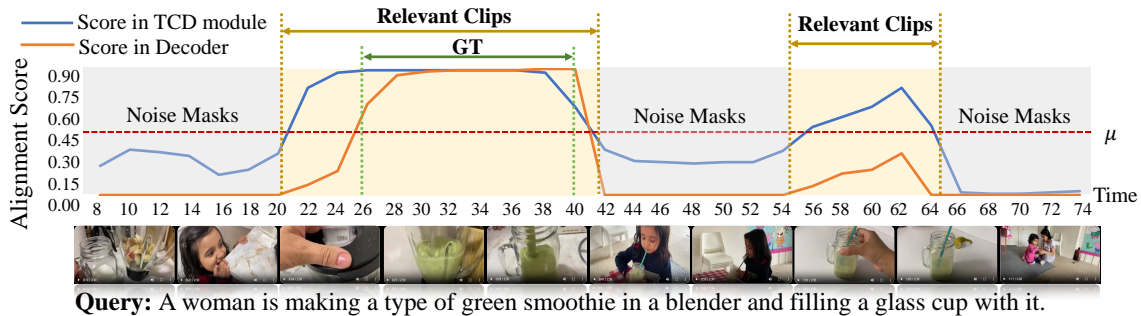 Score in TCD module
Score in Decoder
Relevant Clips
Relevant Clips
GT
Alignment Score
0.90
0.75
0.60
0.45
0.30
0.15
0.00
Noise Masks
Noise Masks
Noise Masks
μ
Time
8 10 12 14 16 18 20 22 24 26 28 30 32 34 36 38 40 42 44 46 48 50 52 54 56 58 60 62 64 66 68 70 72 74
Query: A woman is making a type of green smoothie in a blender and filling a glass cup with it.